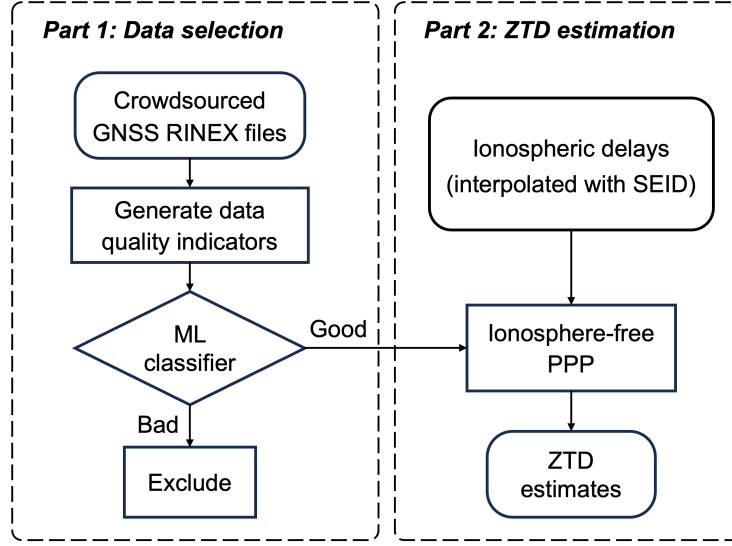 Part 1: Data selection
Crowdsourced
GNSS RINEX files
Generate data
quality indicators
ML
classifier
Good
Bad
Exclude
Part 2: ZTD estimation
Ionospheric delays
(interpolated with SEID)
Ionosphere-free
PPP
ZTD
estimates